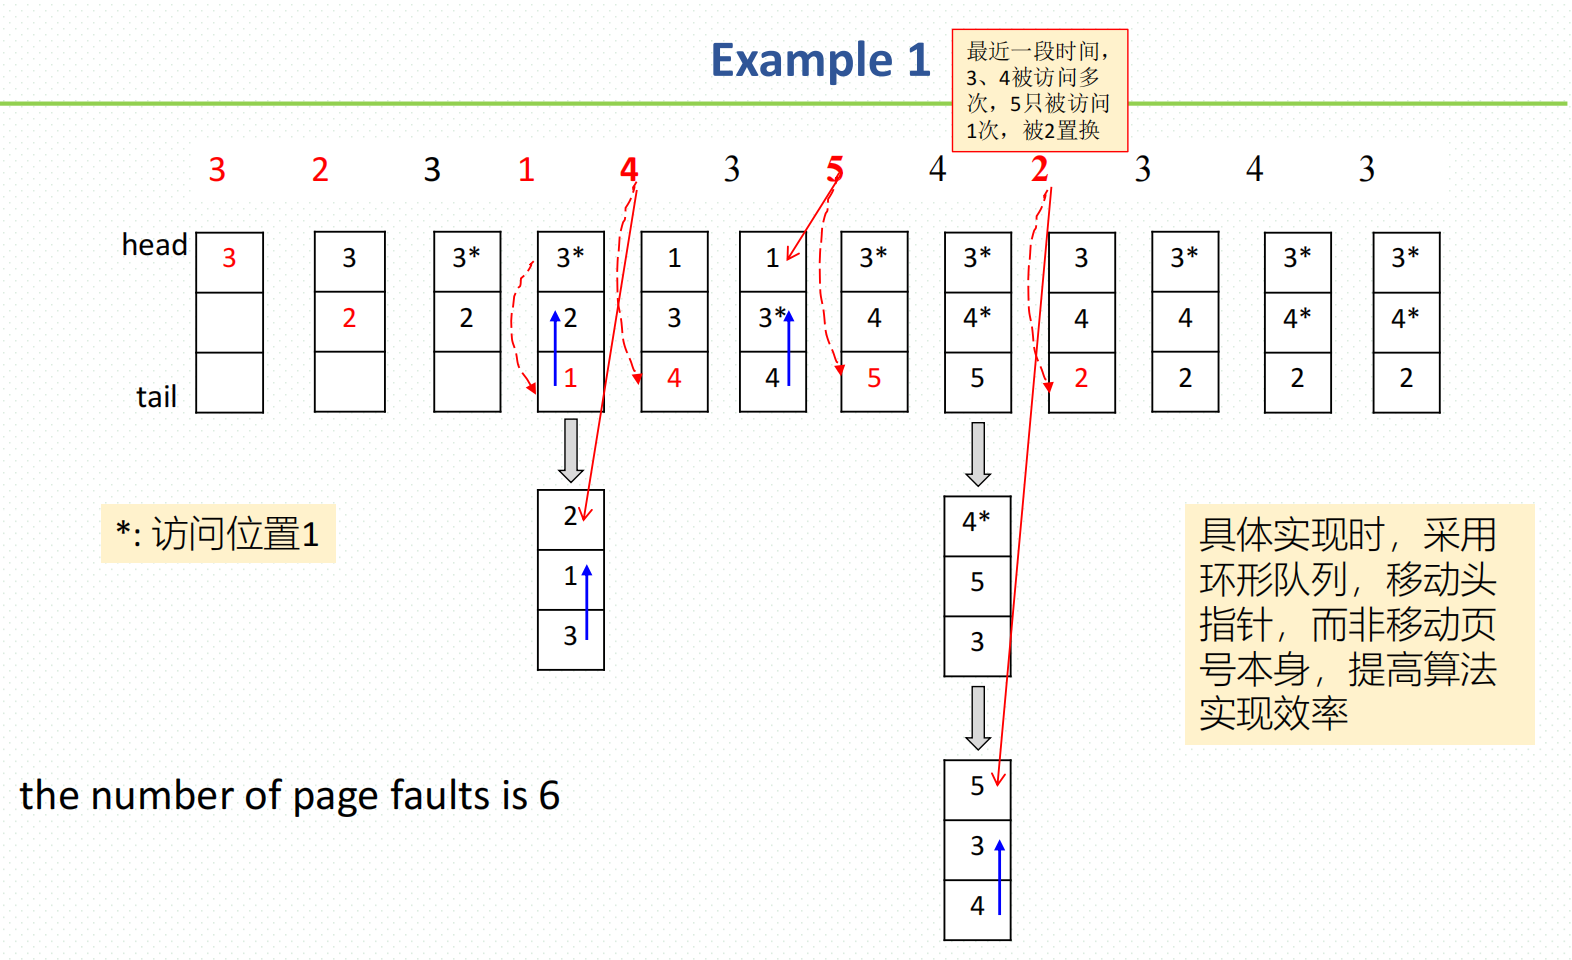 Example 1
最近一段时间，
3、4被访问多
次，5只被访问
1次，被2置换
3 2 3 1 4 3 5 4 2 3 4 3
head 3 3 3* 3* 1 1 3* 3* 3 3* 3* 3*
2 2 2 3 3* 4 4* 4 4 4* 4*
tail 1 4 4 5 5 2 2 2 2
2 4*
1 5
3 3
*: 访问位置1
具体实现时，采用
环形队列，移动头
指针，而非移动页
号本身，提高算法
实现效率
5
3
4
the number of page faults is 6